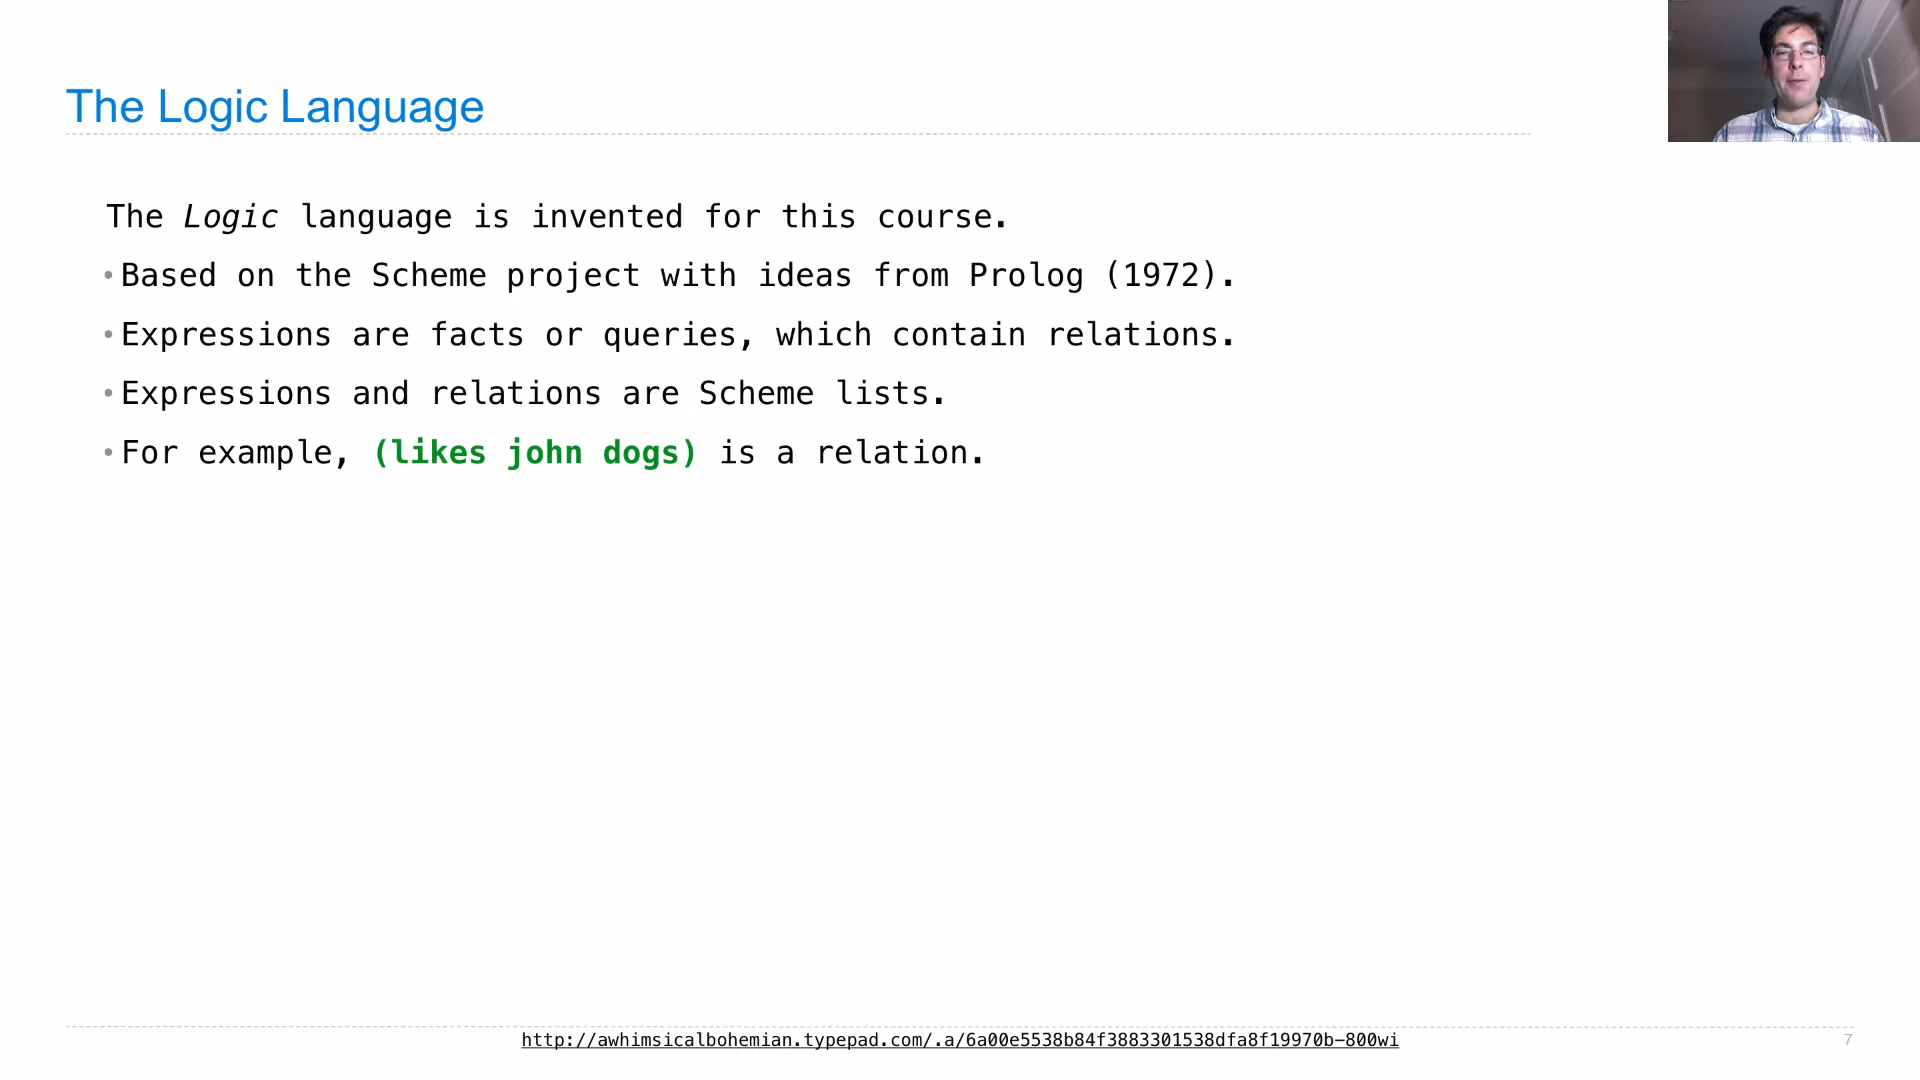 The Logic Language
The Logic language is invented for this course.
•Based on the Scheme project with ideas from Prolog (1972).
•Expressions are facts or queries, which contain relations.
•Expressions and relations are Scheme lists.
•For example, (likes john dogs) is a relation.
http://awhimsicalbohemian.typepad.com/.a/6a00e5538b84f3883301538dfa8f19970b-800wi
7